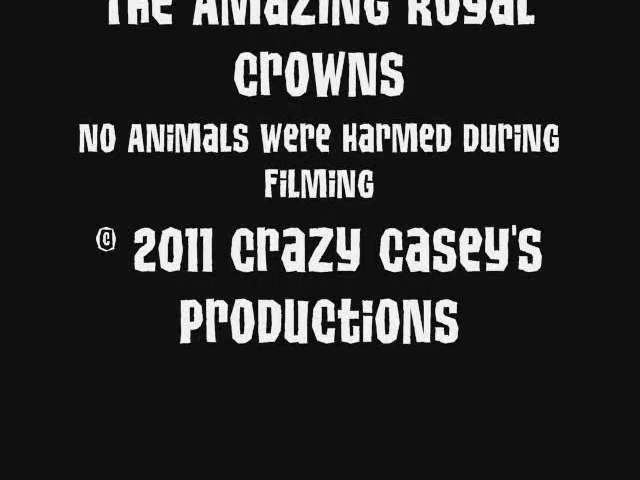 THE AMAZING ROYAL
CROWNS
NO ANIMALS WERE HARMED DURING
FILMING
© 2011 CRAZY CASEY'S
PRODUCTIONS